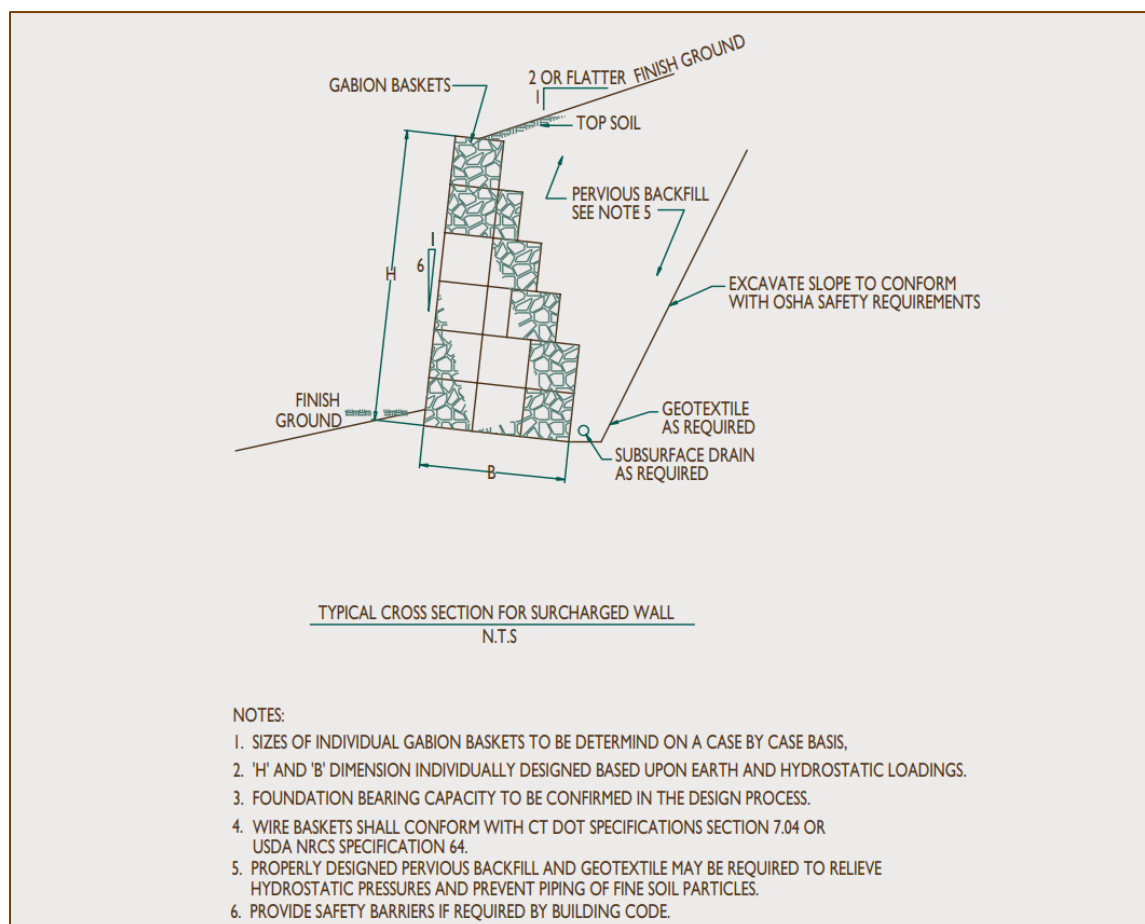 2 OR FLATTER FINISH GROUND
1
GABION BASKETS
TOP SOIL
PERVIOUS BACKFILL
SEE NOTE 5
1
6
H
EXCAVATE SLOPE TO CONFORM
WITH OSHA SAFETY REQUIREMENTS
FINISH
GROUND
GEOTEXTILE
AS REQUIRED
SUBSURFACE DRAIN
AS REQUIRED
B
TYPICAL CROSS SECTION FOR SURCHARGED WALL
N.T.S
NOTES:
1. SIZES OF INDIVIDUAL GABION BASKETS TO BE DETERMIND ON A CASE BY CASE BASIS,
2. 'H' AND 'B' DIMENSION INDIVIDUALLY DESIGNED BASED UPON EARTH AND HYDROSTATIC LOADINGS.
3. FOUNDATION BEARING CAPACITY TO BE CONFIRMED IN THE DESIGN PROCESS.
4. WIRE BASKETS SHALL CONFORM WITH CT DOT SPECIFICATIONS SECTION 7.04 OR
USDA NRCS SPECIFICATION 64.
5. PROPERLY DESIGNED PERVIOUS BACKFILL AND GEOTEXTILE MAY BE REQUIRED TO RELIEVE
HYDROSTATIC PRESSURES AND PREVENT PIPING OF FINE SOIL PARTICLES.
6. PROVIDE SAFETY BARRIERS IF REQUIRED BY BUILDING CODE.